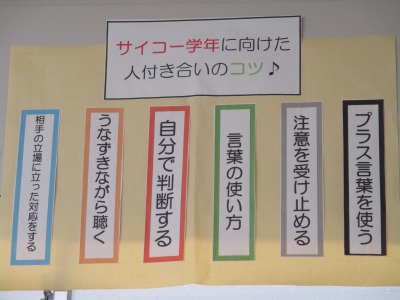 サイコー学年に向けた
人付き合いのコツ♪
プラス言葉を使う
注意を受け止める
言葉の使い方
自分で判断する
うなずきながら聴く
相手の立場に立った対応をする